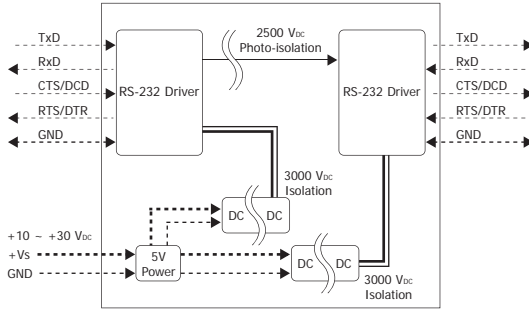 2500 VDC
Photo-isolation
TxD
RxD
CTS/DCD
RTS/DTR
GND
RS-232 Driver
RS-232 Driver
TxD
RxD
CTS/DCD
RTS/DTR
GND
3000 VDC
Isolation
DC DC
+10 ~ +30 VDC
+Vs
GND
5V
Power
DC DC
3000 VDC
Isolation